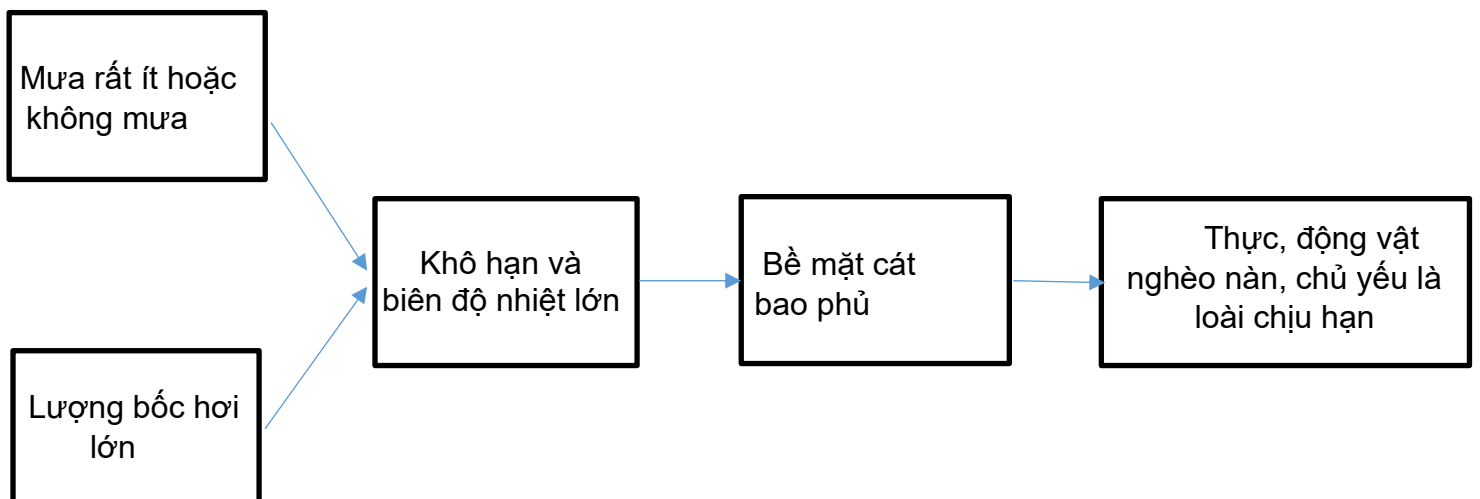 Mưa rất ít hoặc
không mưa
Lượng bốc hơi
lớn
Khô hạn và
biên độ nhiệt lớn
Bề mặt cát
bao phủ
Thực, động vật
nghèo nàn, chủ yếu là
loài chịu hạn